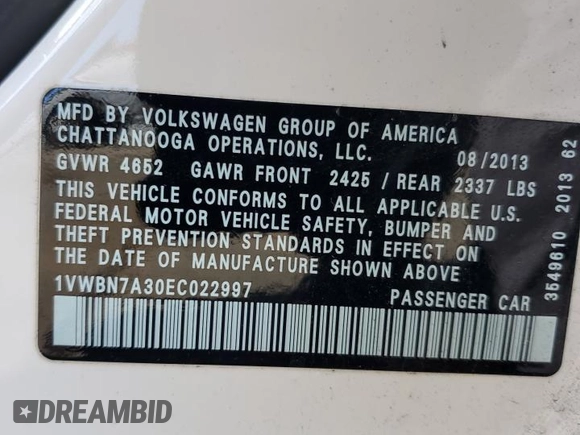 MFD BY VOLKSWAGEN GROUP OF AMERICA
CHATTANOOGA OPERATIONS, LLC. 08/2013
GVWR 4652 GAWR FRONT 2425 / REAR 2337 LBS
THIS VEHICLE CONFORMS TO ALL APPLICABLE U.S.
FEDERAL MOTOR VEHICLE SAFETY, BUMPER AND
THEFT PREVENTION STANDARDS IN EFFECT ON
THE DATE OF MANUFACTURE SHOWN ABOVE
1VWBN7A30EC022997 PASSENGER CAR
3549610 2013 62
DREAMBID